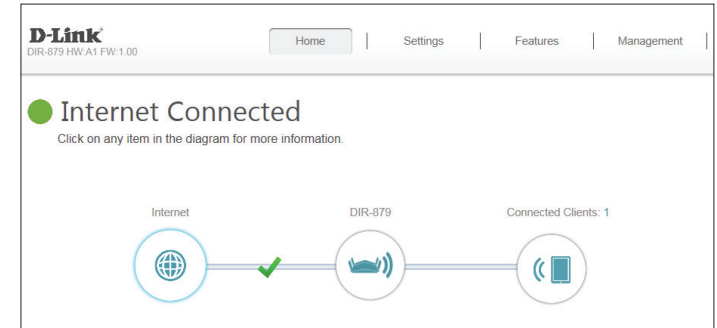 D-Link
DIR-879 HW:A1 FW:1.00
Home | Settings | Features | Management |
Internet Connected
Click on any item in the diagram for more information.
Internet DIR-879 Connected Clients: 1